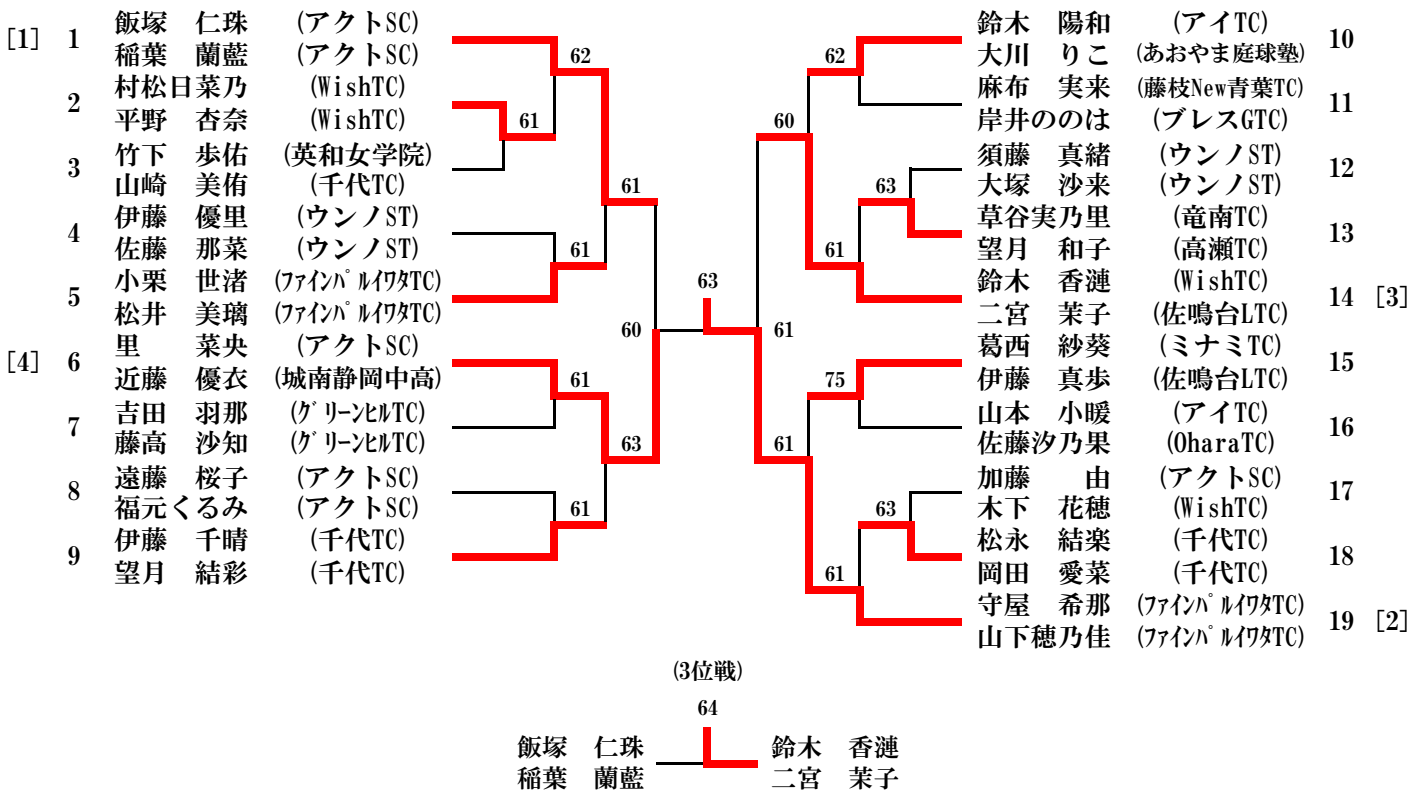 [1] 1 飯塚　仁珠 (アクトSC)
稲葉　蘭藍 (アクトSC)
2 村松日菜乃 (WishTC)
平野　杏奈 (WishTC)
3 竹下　歩佑 (英和女学院)
山崎　美侑 (千代TC)
4 伊藤　優里 (ウンノST)
佐藤　那菜 (ウンノST)
5 小栗　世渚 (ﾌｧｲﾝﾊﾟﾙｲﾜﾀTC)
松井　美璃 (ﾌｧｲﾝﾊﾟﾙｲﾜﾀTC)
[4] 6 里　　菜央 (アクトSC)
近藤　優衣 (城南静岡中高)
7 吉田　羽那 (ｸﾞﾘｰﾝﾋﾙTC)
藤高　沙知 (ｸﾞﾘｰﾝﾋﾙTC)
8 遠藤　桜子 (アクトSC)
福元くるみ (アクトSC)
9 伊藤　千晴 (千代TC)
望月　結彩 (千代TC)
62
61
61
61
61
63
61
60
63
61
62
60
63
61
75
61
63
61
鈴木　陽和 (アイTC) 10
大川　りこ (あおやま庭球塾)
麻布　実来 (藤枝New青葉TC) 11
岸井ののは (ブレスGTC)
須藤　真緒 (ウンノST) 12
大塚　沙来 (ウンノST)
草谷実乃里 (竜南TC) 13
望月　和子 (高瀬TC)
鈴木　香漣 (WishTC) 14 [3]
二宮　茉子 (佐鳴台LTC)
葛西　紗葵 (ミナミTC) 15
伊藤　真歩 (佐鳴台LTC)
山本　小暖 (アイTC) 16
佐藤汐乃果 (OharaTC)
加藤　　由 (アクトSC) 17
木下　花穂 (WishTC)
松永　結楽 (千代TC) 18
岡田　愛菜 (千代TC)
守屋　希那 (ﾌｧｲﾝﾊﾟﾙｲﾜﾀTC) 19 [2]
山下穂乃佳 (ﾌｧｲﾝﾊﾟﾙｲﾜﾀTC)
(3位戦)
64
飯塚　仁珠 鈴木　香漣
稲葉　蘭藍 二宮　茉子